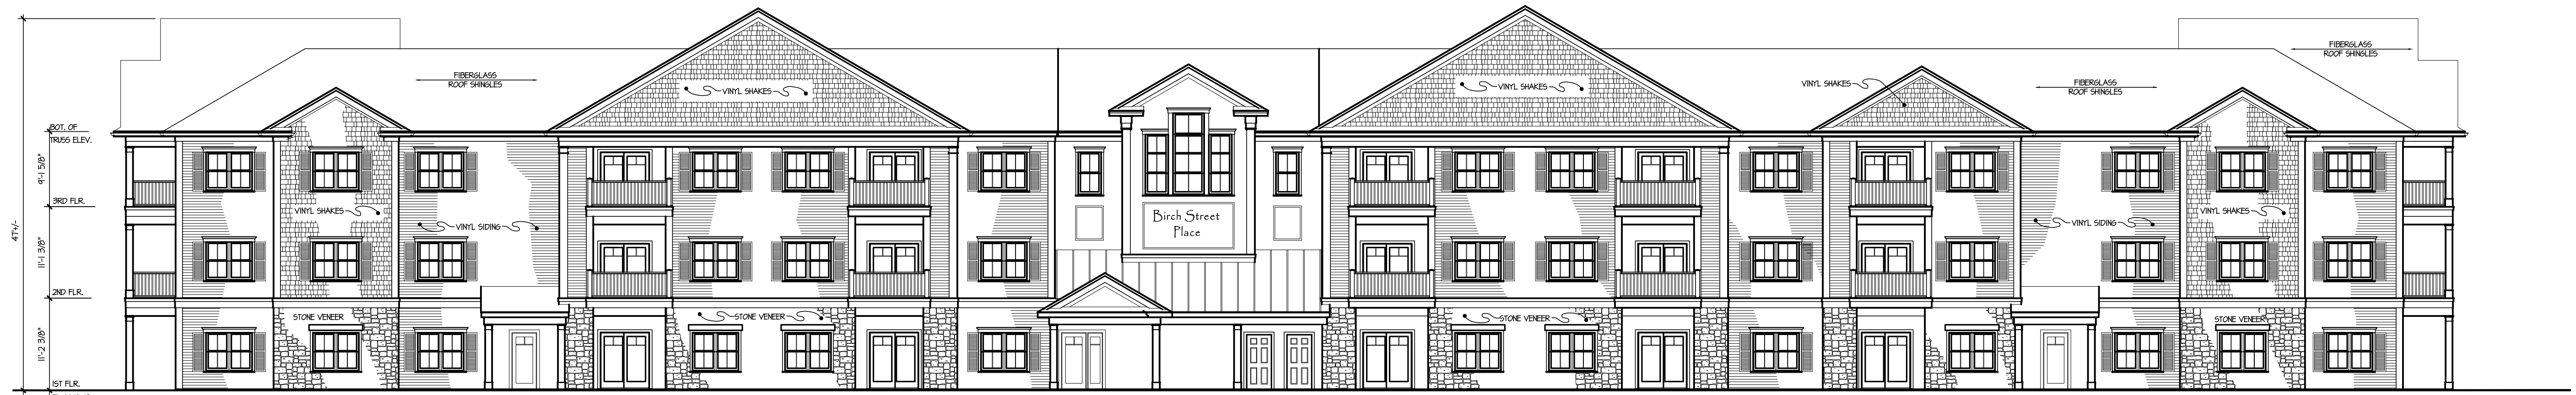 FIBERGLASS
ROOF SHINGLES
FIBERGLASS
ROOF SHINGLES
FIBERGLASS
ROOF SHINGLES
VINYL SHAKES
VINYL SHAKES
VINYL SHAKES
BOT. OF
TRUSS ELEV.
9'-1 5/8"
3RD FLR.
47'+/-
11'-1 3/8"
2ND FLR.
11'-2 3/8"
1ST FLR.
VINYL SHAKES
VINYL SIDING
Birch Street
Place
VINYL SIDING
VINYL SHAKES
STONE VENEER
STONE VENEER
STONE VENEER
STONE VENEER